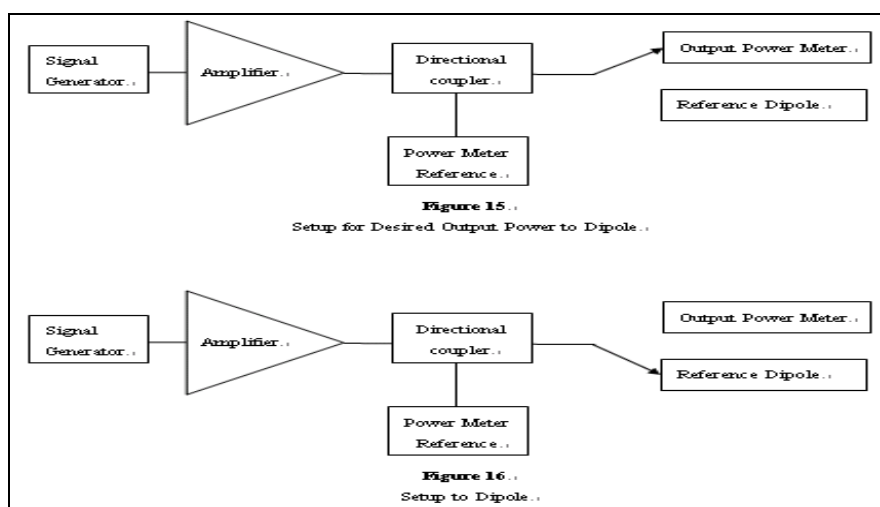 Signal
Generator.
Amplifier.
Directional
coupler.
Output Power Meter.
Reference Dipole.
Power Meter
Reference.
Figure 15.
Setup for Desired Output Power to Dipole.
Signal
Generator.
Amplifier.
Directional
coupler.
Output Power Meter.
Reference Dipole.
Power Meter
Reference.
Figure 16.
Setup to Dipole.